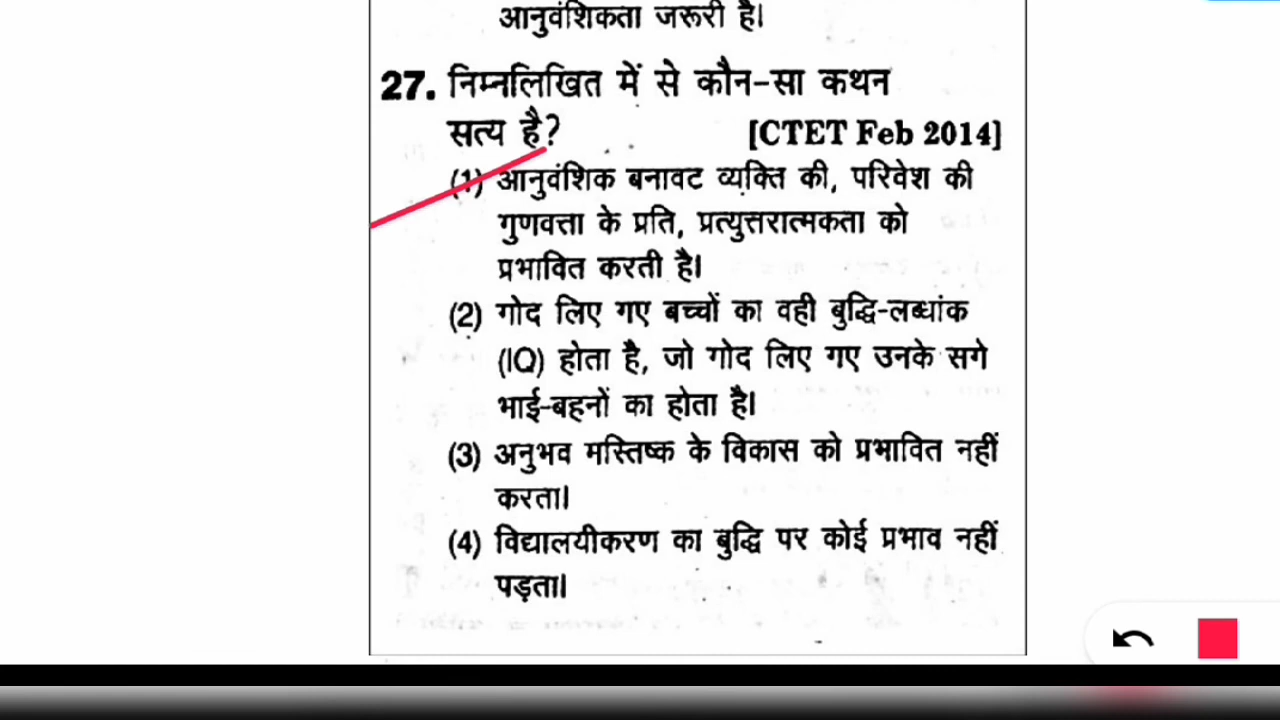 आनुवंशिकता जरूरी है।
27. निम्नलिखित में से कौन-सा कथन
सत्य है? [CTET Feb 2014]
(1) आनुवंशिक बनावट व्यक्ति की, परिवेश की
गुणवत्ता के प्रति, प्रत्युत्तरात्मकता को
प्रभावित करती है।
(2) गोद लिए गए बच्चों का वही बुद्धि-लब्धांक
(IQ) होता है, जो गोद लिए गए उनके सगे
भाई-बहनों का होता है।
(3) अनुभव मस्तिष्क के विकास को प्रभावित नहीं
करता।
(4) विद्यालयीकरण का बुद्धि पर कोई प्रभाव नहीं
पड़ता।